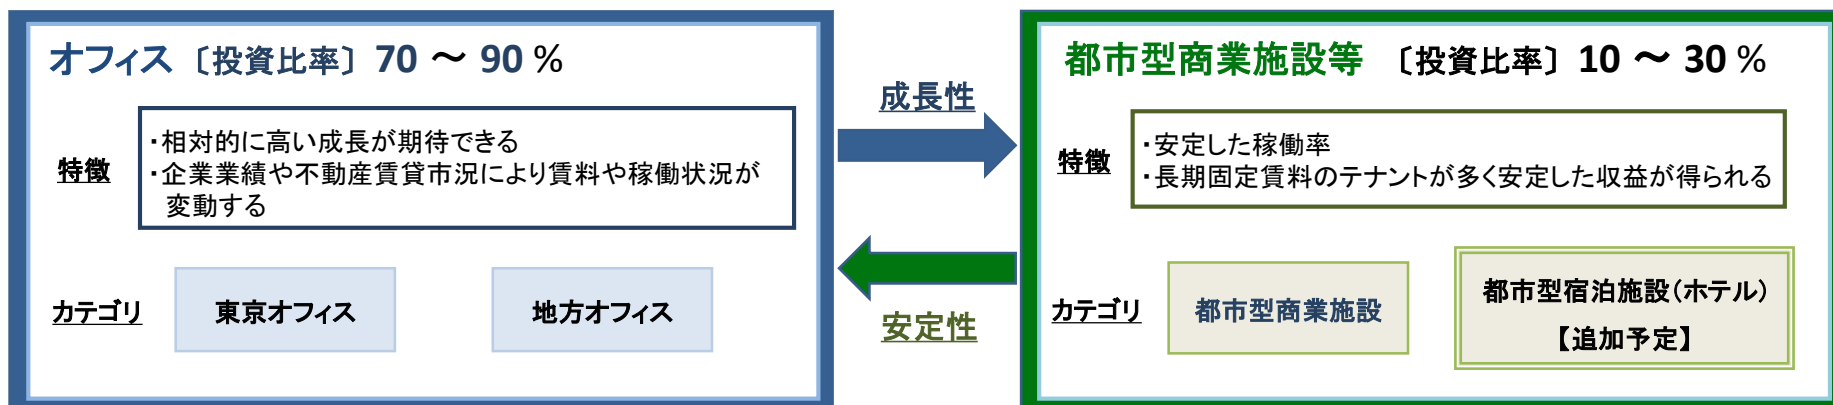 オフィス 〔投資比率〕 70 ～ 90 %
特徴
・相対的に高い成長が期待できる
・企業業績や不動産賃貸市況により賃料や稼働状況が
変動する
カテゴリ
東京オフィス
地方オフィス
成長性
安定性
都市型商業施設等 〔投資比率〕 10 ～ 30 %
特徴
・安定した稼働率
・長期固定賃料のテナントが多く安定した収益が得られる
カテゴリ
都市型商業施設
都市型宿泊施設(ホテル)
【追加予定】